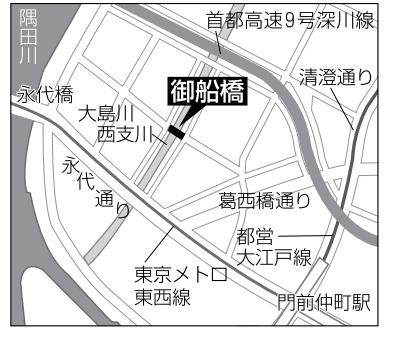 隅田川
首都高速9号深川線
清澄通り
永代橋
御船橋
大島川
西支川
永代通り
葛西橋通り
都営
大江戸線
東京メトロ
東西線
門前仲町駅